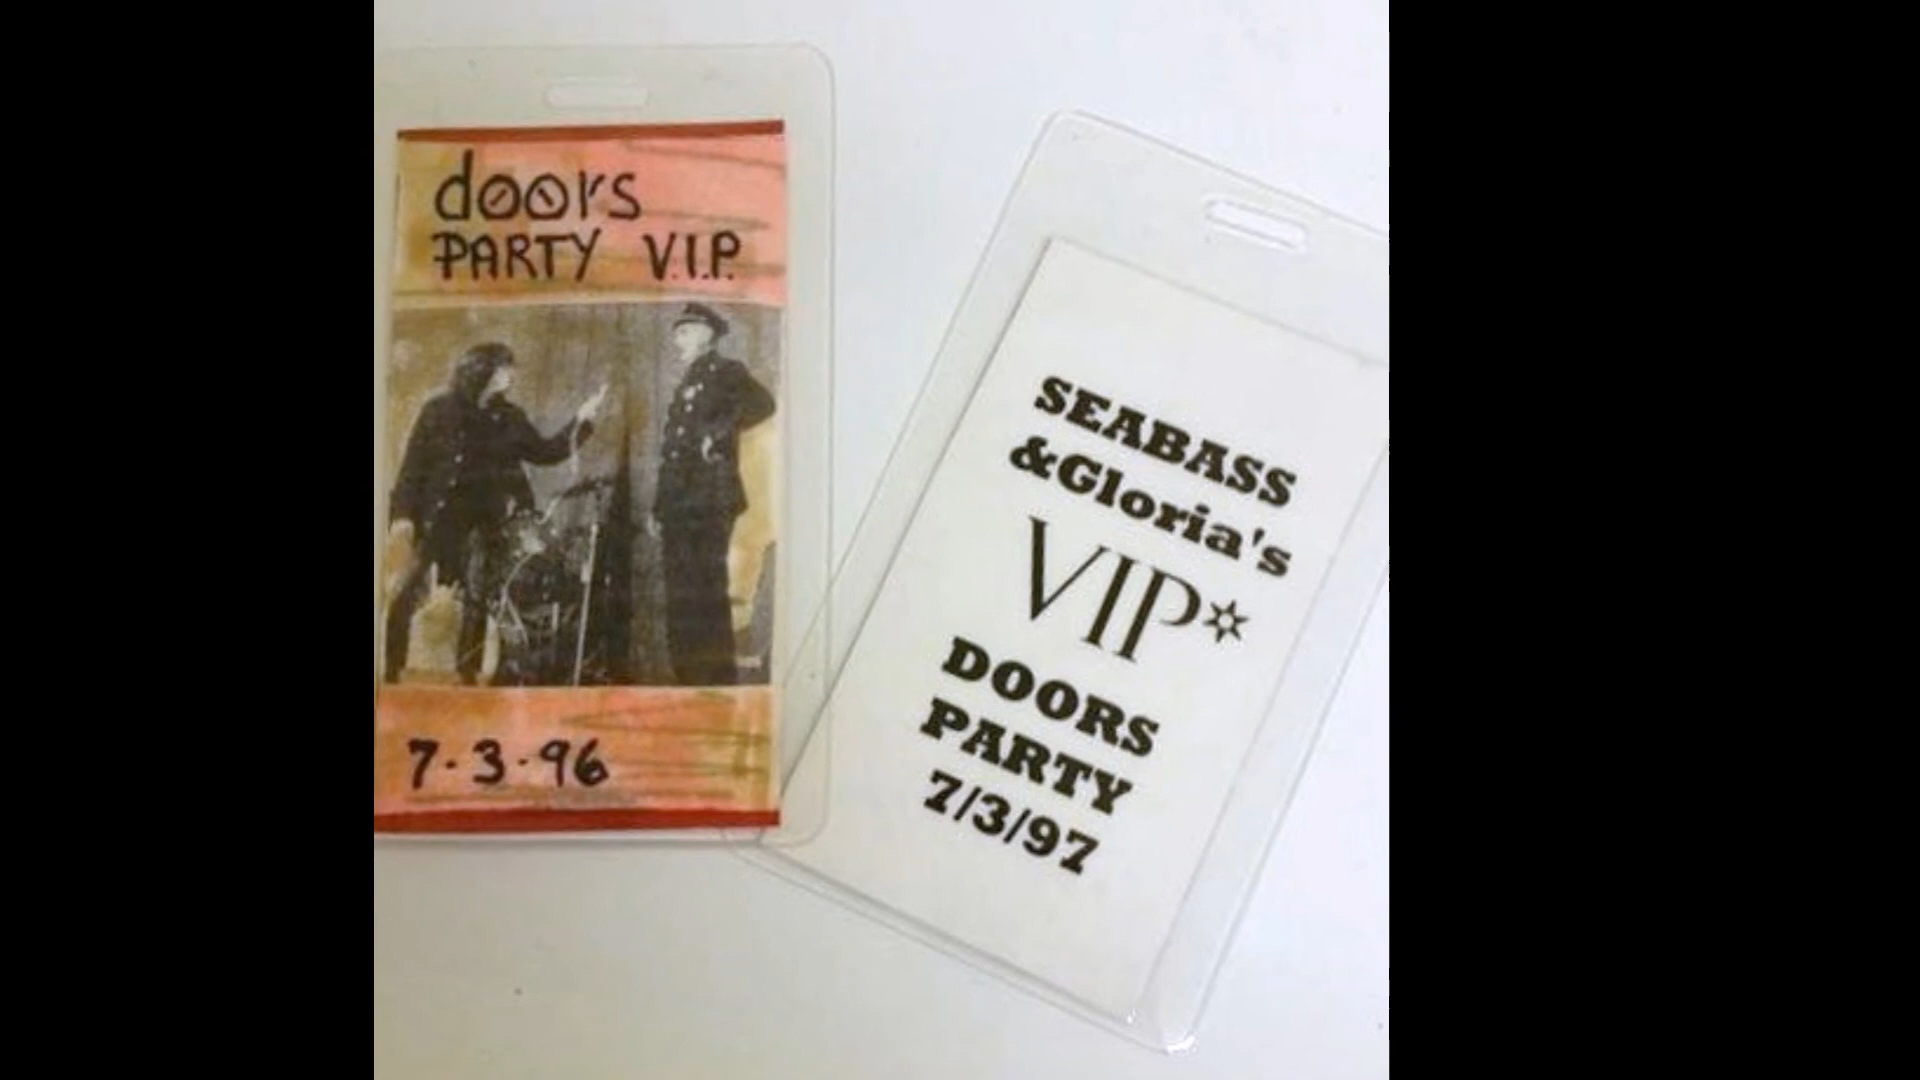 doors
PARTY V.I.P.
7.3.96
SEABASS
&Gloria's
VIP*
DOORS
PARTY
7/3/97